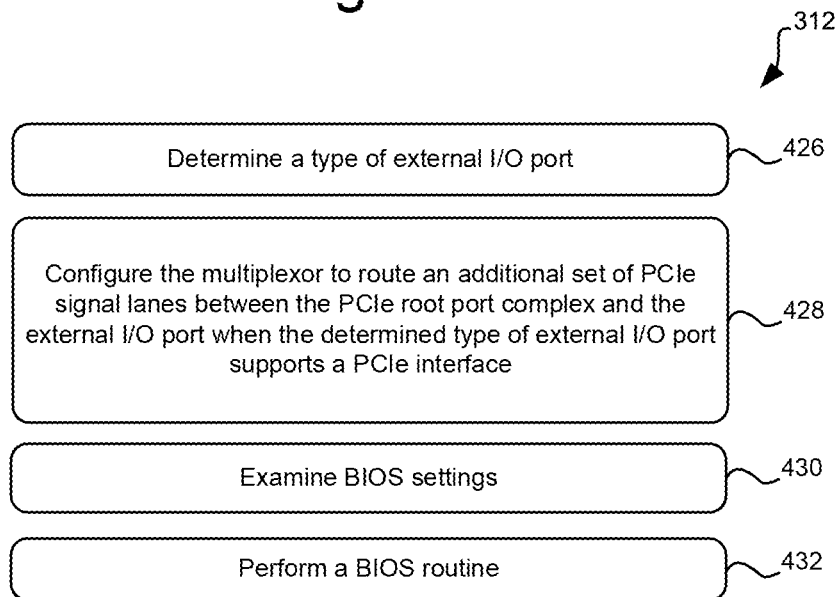 312
Determine a type of external I/O port
426
Configure the multiplexor to route an additional set of PCIe
signal lanes between the PCIe root port complex and the
external I/O port when the determined type of external I/O port
supports a PCIe interface
428
Examine BIOS settings
430
Perform a BIOS routine
432